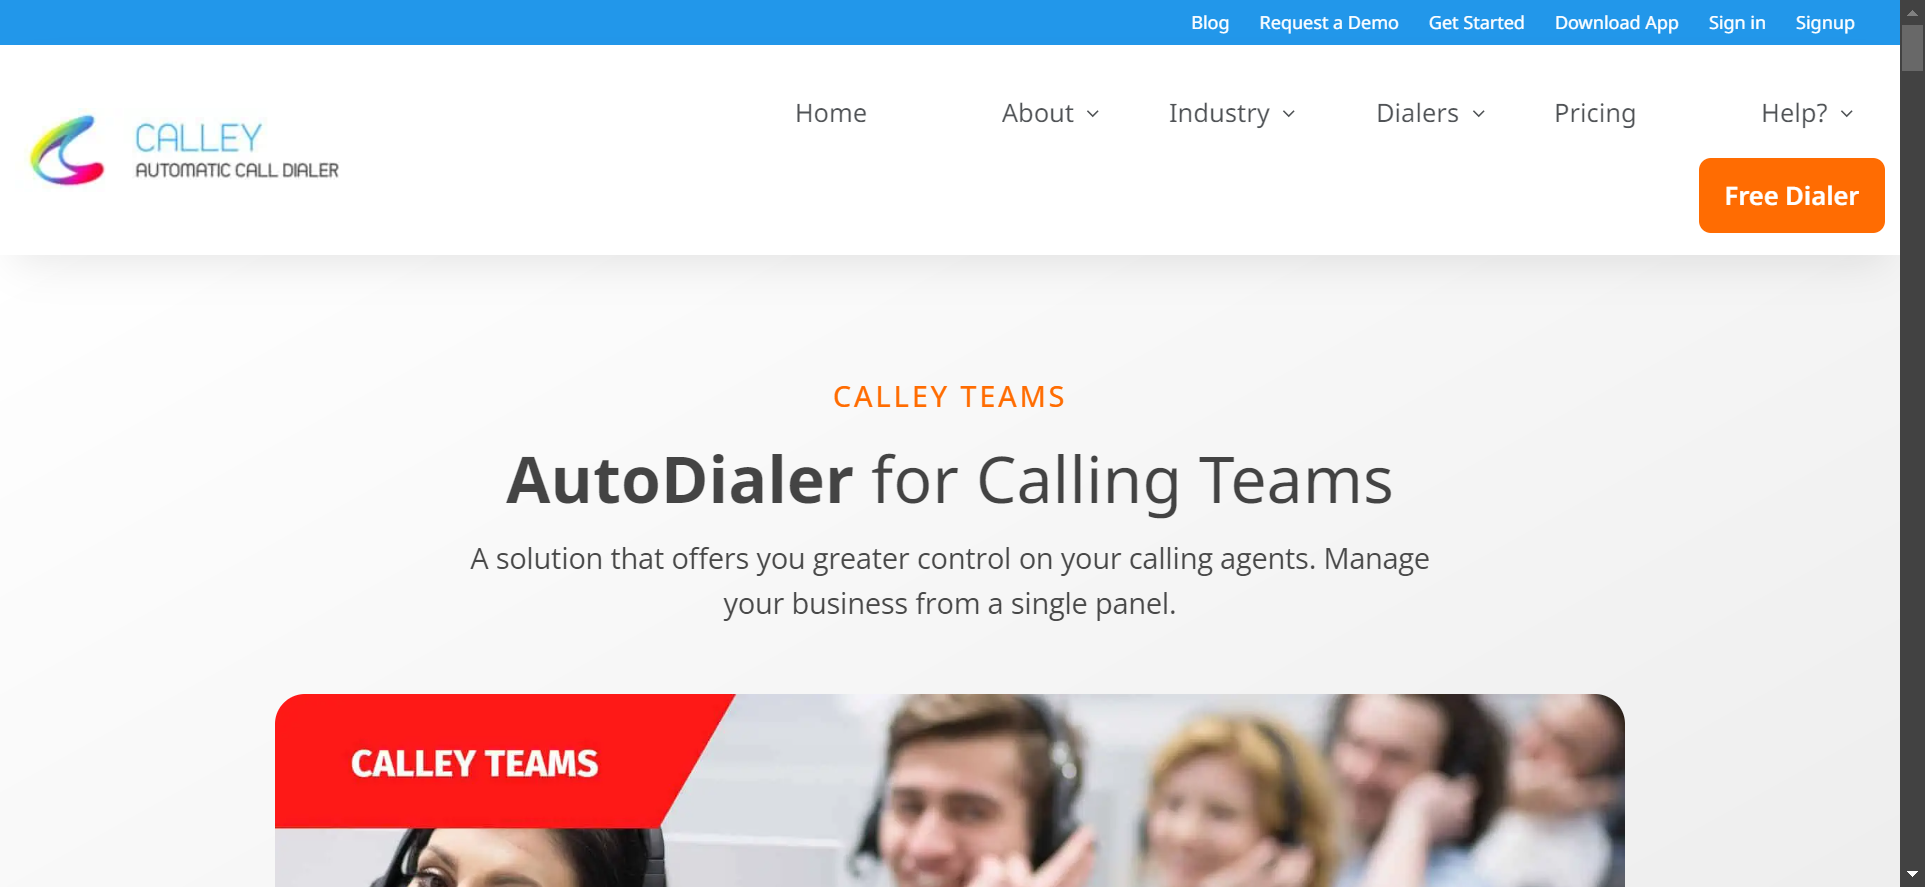 Blog Request a Demo Get Started Download App Sign in Signup
CALLEY
AUTOMATIC CALL DIALER
Home About Industry Dialers Pricing Help?
Free Dialer
CALLEY TEAMS
AutoDialer for Calling Teams
A solution that offers you greater control on your calling agents. Manage
your business from a single panel.
CALLEY TEAMS